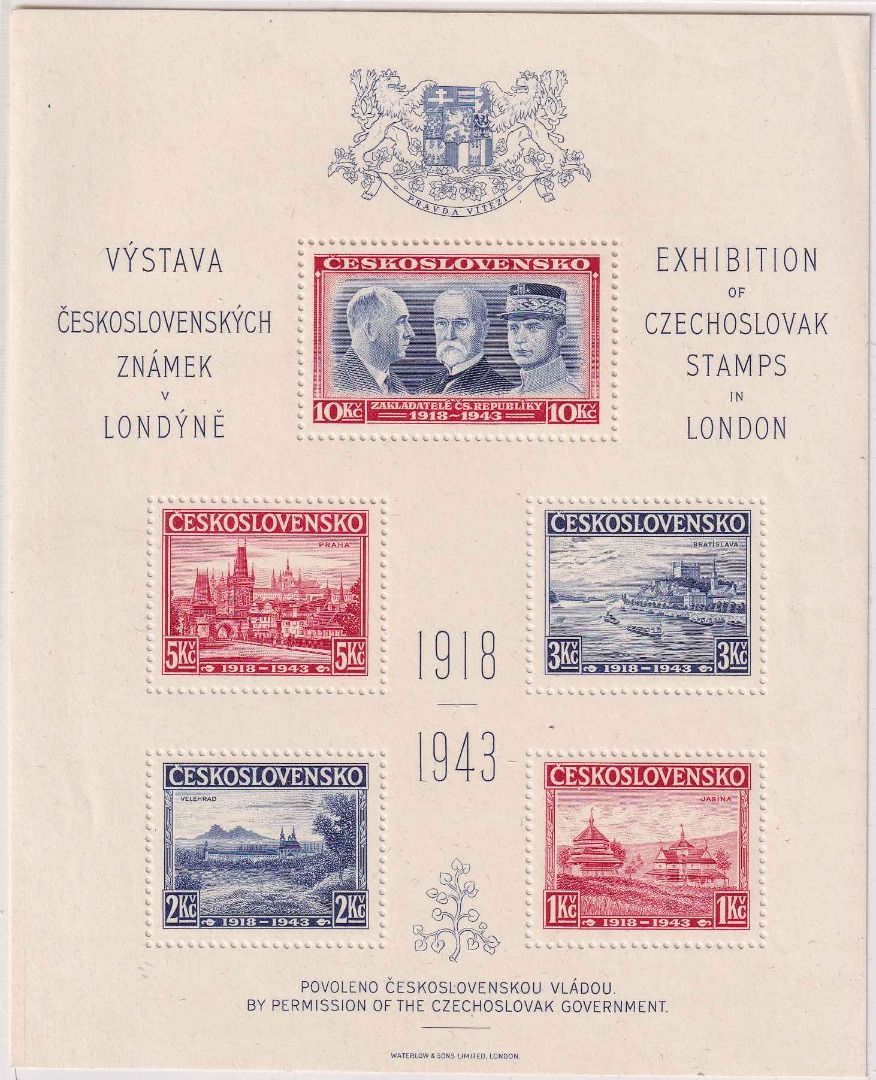 PRAVDA VÍTĚZÍ
VÝSTAVA
ČESKOSLOVENSKÝCH
ZNÁMEK
V
LONDÝNĚ
EXHIBITION
OF
CZECHOSLOVAK
STAMPS
IN
LONDON
ČESKOSLOVENSKO
10Kč ZAKLADATELÉ ČS. REPUBLIKY 10Kč
1918~1943
ČESKOSLOVENSKO
PRAHA
5Kč 1918-1943 5Kč
ČESKOSLOVENSKO
BRATISLAVA
3Kč 1918-1943 3Kč
1918
1943
ČESKOSLOVENSKO
VELEHRAD
2Kč 1918-1943 2Kč
ČESKOSLOVENSKO
JASINA
1Kč 1918-1943 1Kč
POVOLENO ČESKOSLOVENSKOU VLÁDOU.
BY PERMISSION OF THE CZECHOSLOVAK GOVERNMENT.
WATERLOW & SONS LIMITED, LONDON.